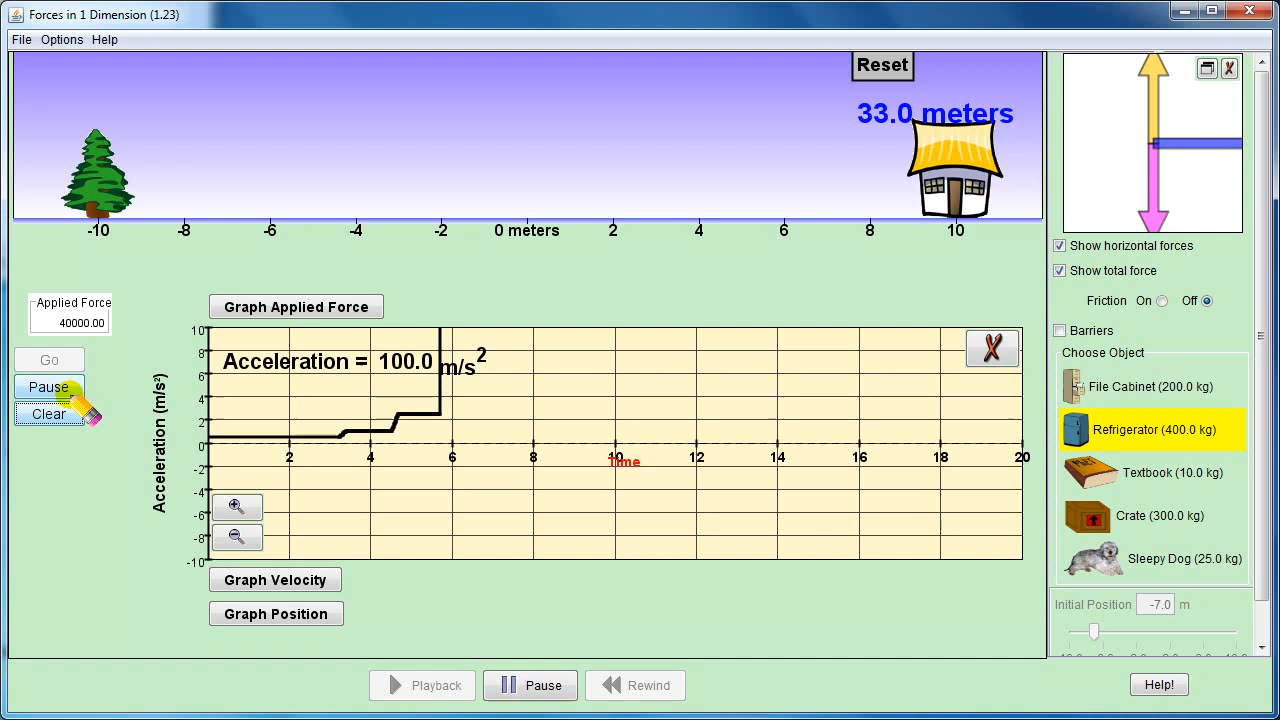 Forces in 1 Dimension (1.23)
File Options Help
Reset
33.0 meters
-10 -8 -6 -4 -2 0 meters 2 4 6 8 10
Applied Force
40000.00
Go
Pause
Clear
Graph Applied Force
Acceleration = 100.0 m/s2
Acceleration (m/s²)
10
8
6
4
2
0
-2
-4
-6
-8
-10
2 4 6 8 10 12 14 16 18 20
Time
Graph Velocity
Graph Position
Playback
Pause
Rewind
Show horizontal forces
Show total force
Friction On Off
Barriers
Choose Object
File Cabinet (200.0 kg)
Refrigerator (400.0 kg)
Textbook (10.0 kg)
Crate (300.0 kg)
Sleepy Dog (25.0 kg)
Initial Position -7.0 m
Help!